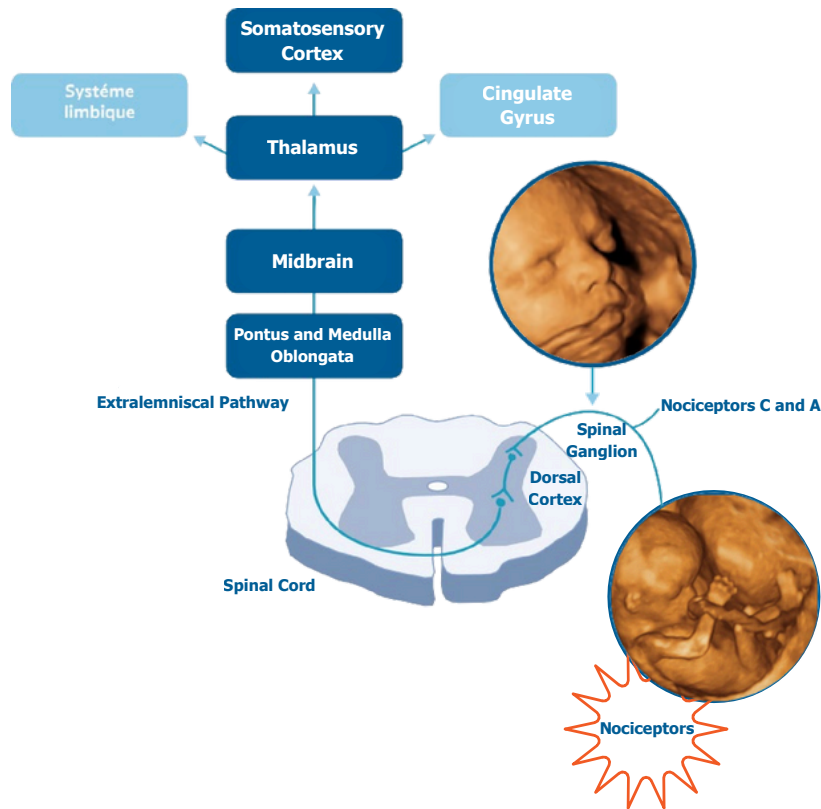 Somatosensory
Cortex
Systéme
limbique
Cingulate
Gyrus
Thalamus
Midbrain
Pontus and Medulla
Oblongata
Extralemniscal Pathway
Nociceptors C and A
Spinal
Ganglion
Dorsal
Cortex
Spinal Cord
Nociceptors